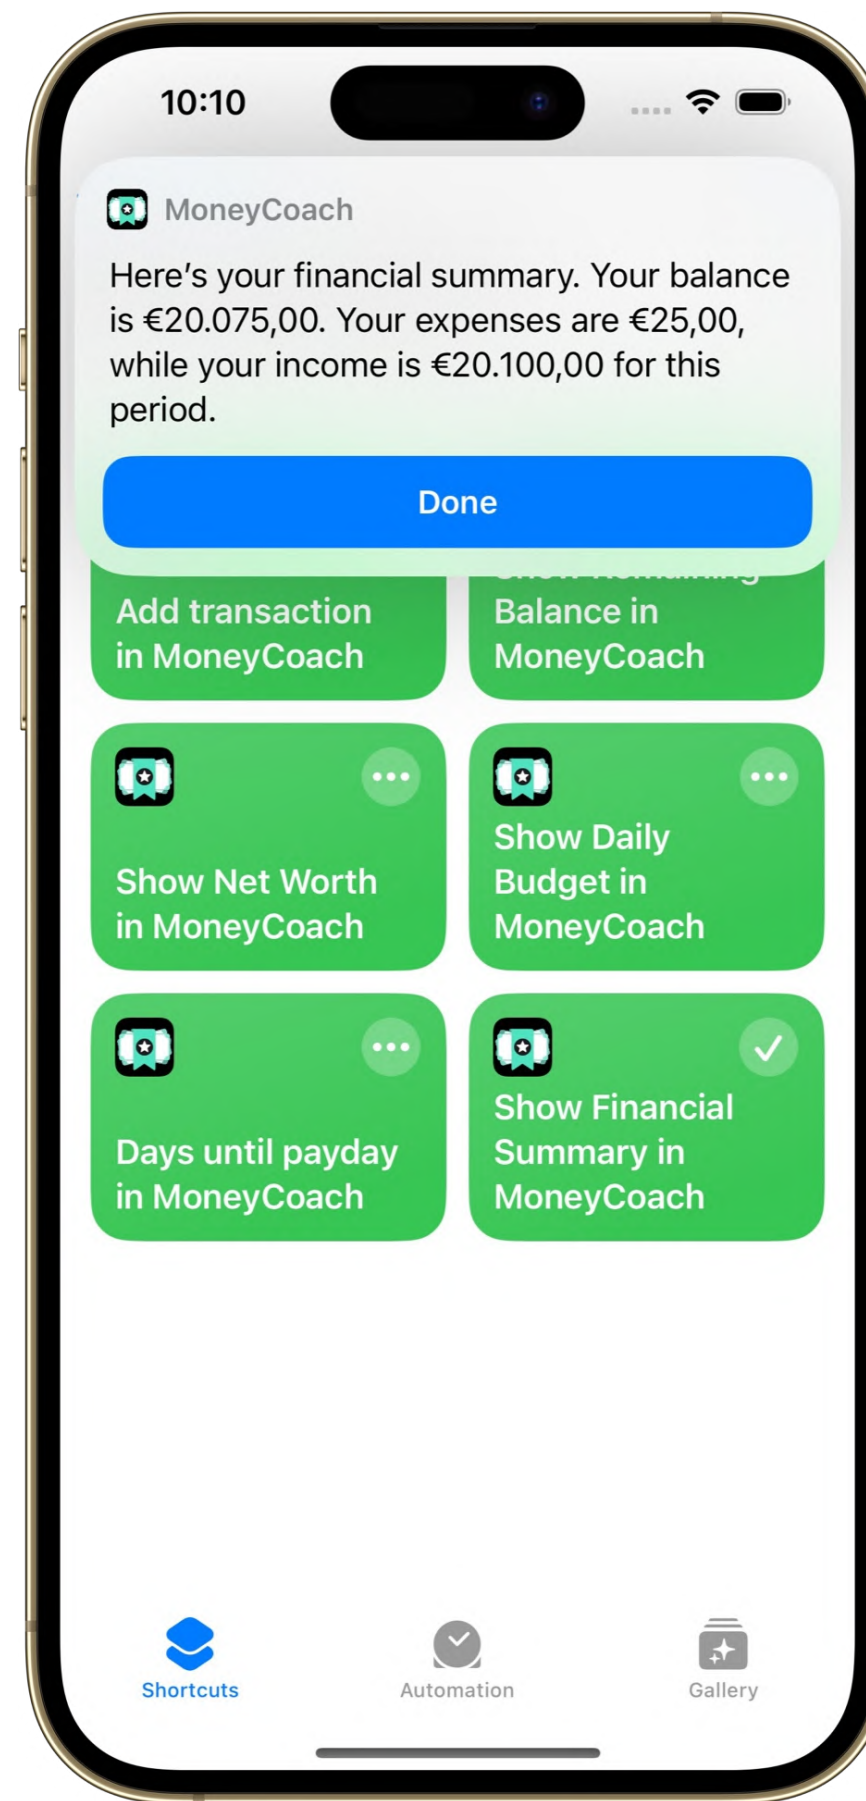 10:10
MoneyCoach
Here’s your financial summary. Your balance
is €20.075,00. Your expenses are €25,00,
while your income is €20.100,00 for this
period.
Done
Add transaction
in MoneyCoach
Show Remaining
Balance in
MoneyCoach
Show Net Worth
in MoneyCoach
Show Daily
Budget in
MoneyCoach
Days until payday
in MoneyCoach
Show Financial
Summary in
MoneyCoach
Shortcuts
Automation
Gallery